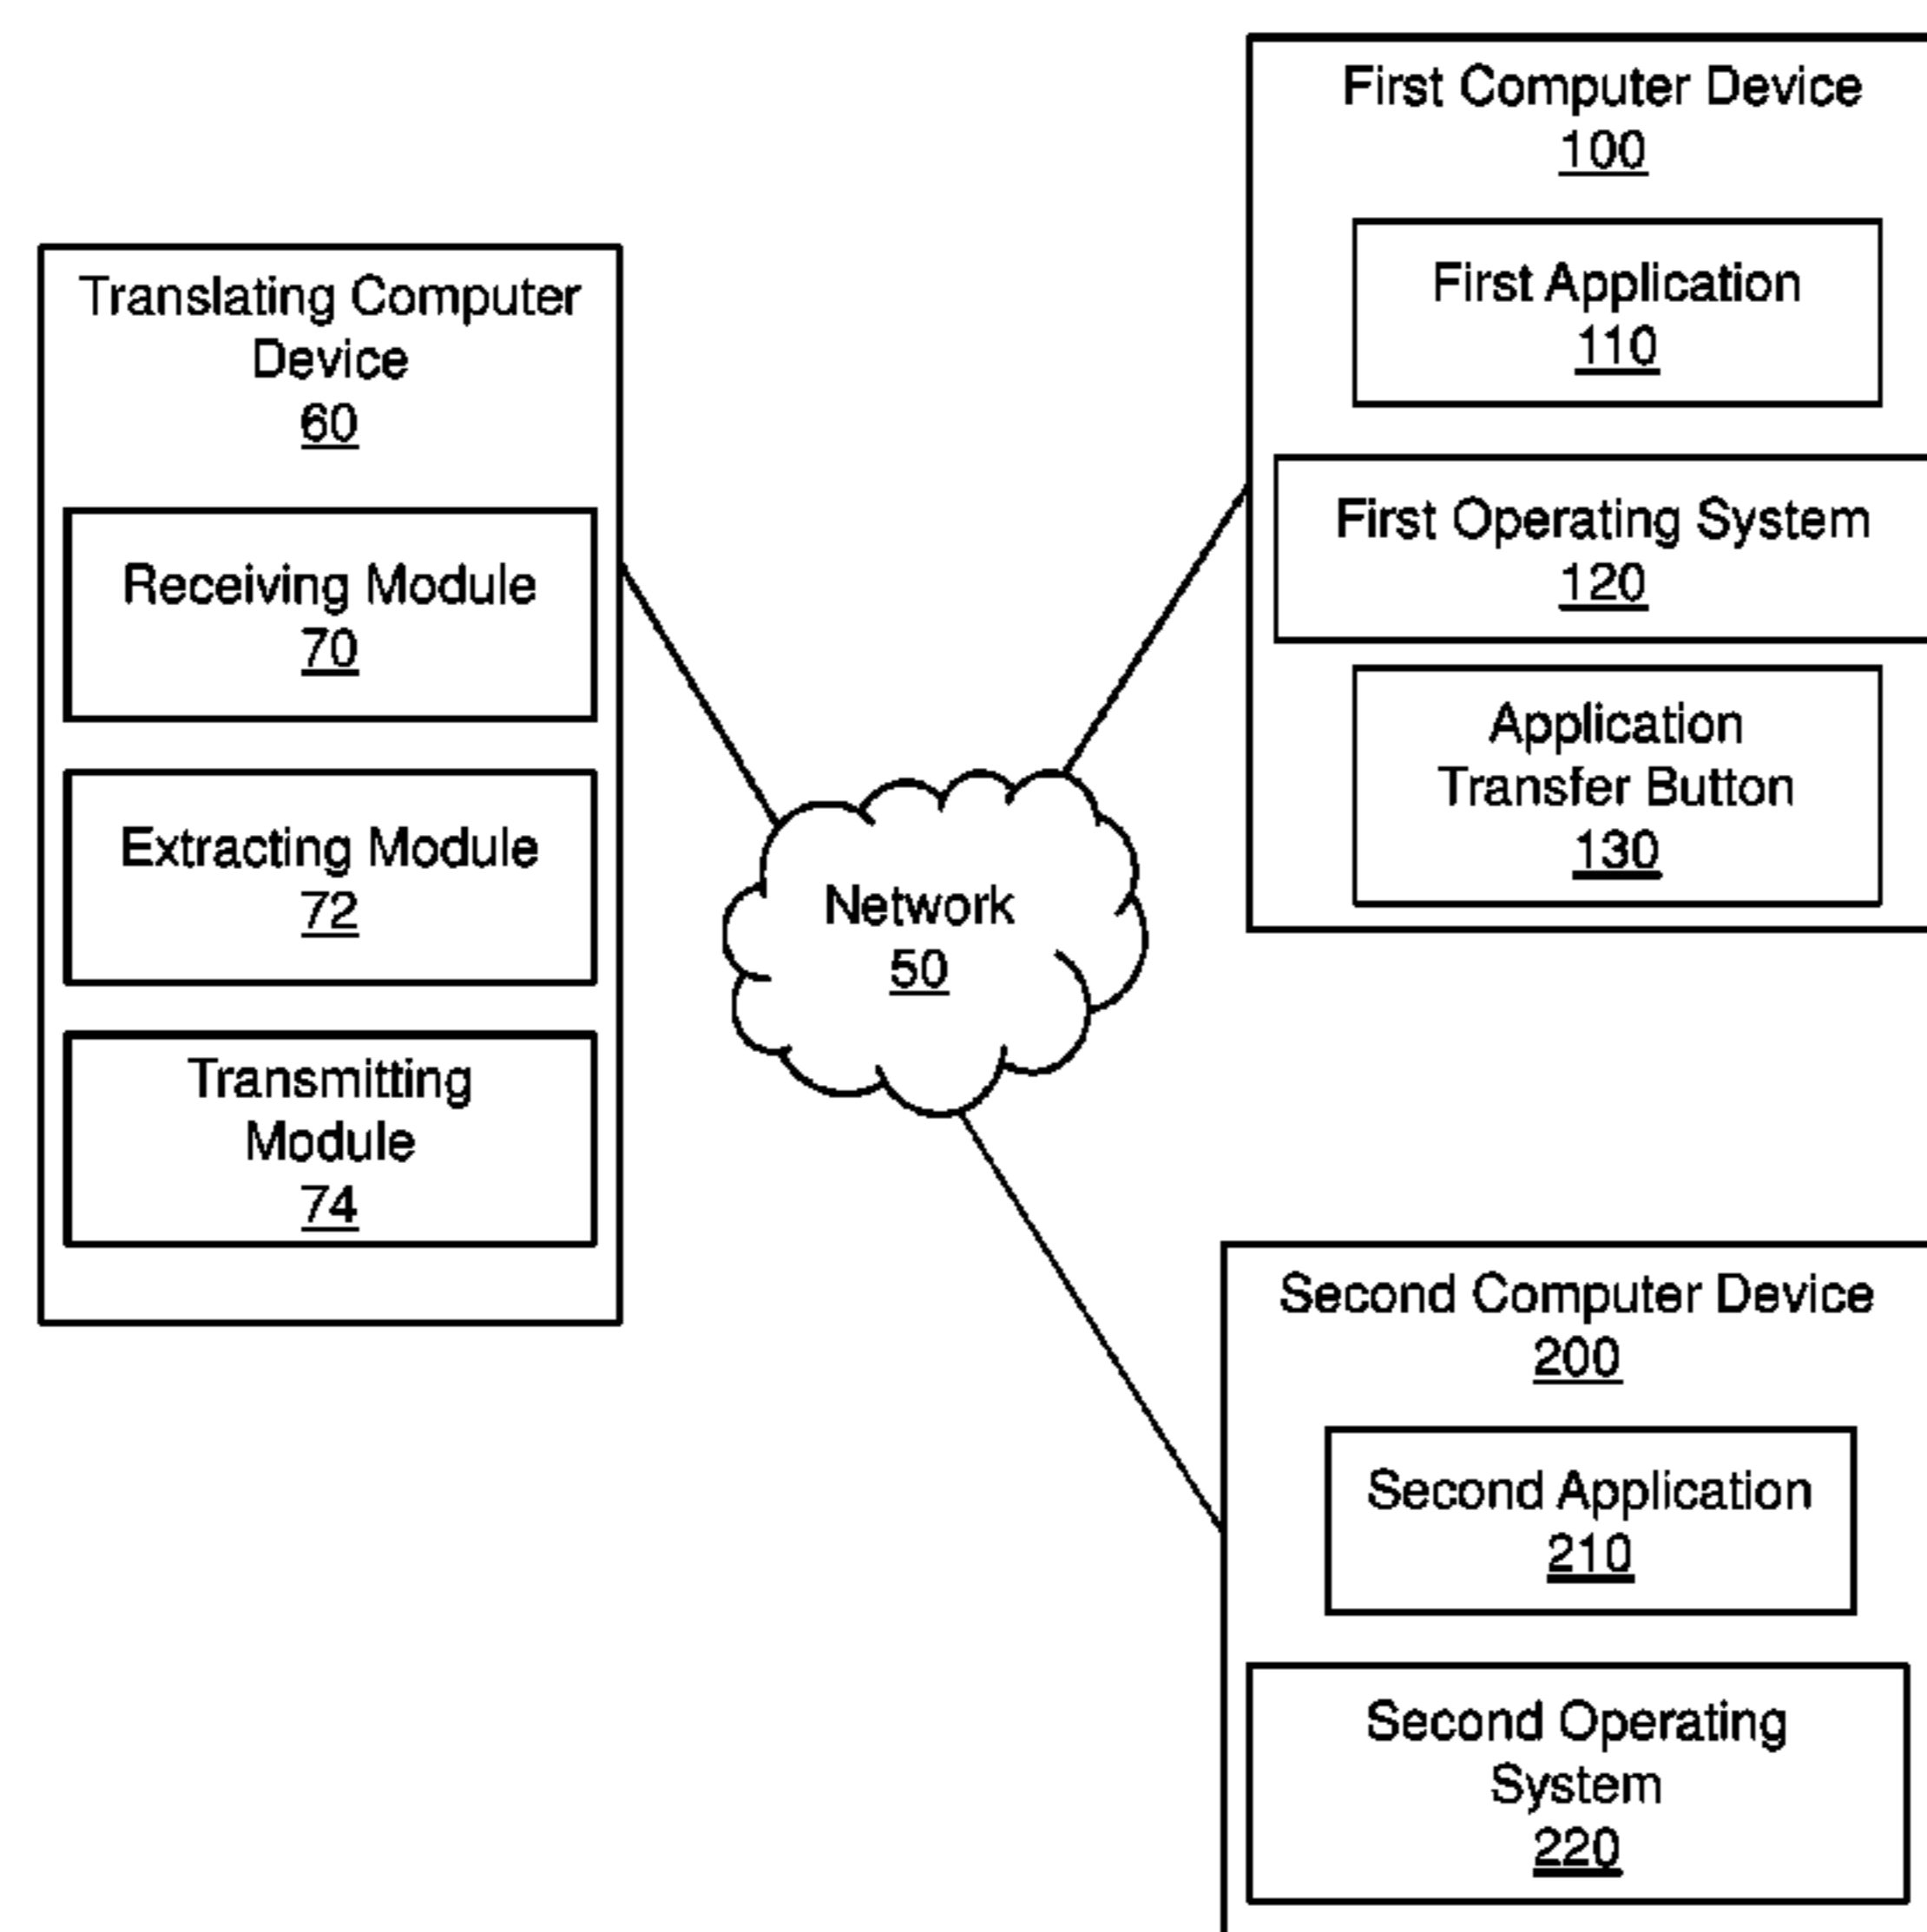 Translating Computer
Device
60
Receiving Module
70
Extracting Module
72
Transmitting
Module
74
Network
50
First Computer Device
100
First Application
110
First Operating System
120
Application
Transfer Button
130
Second Computer Device
200
Second Application
210
Second Operating
System
220